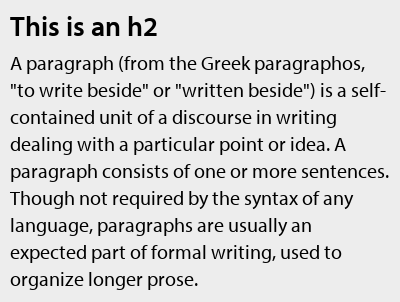 This is an h2
A paragraph (from the Greek paragraphos,
"to write beside" or "written beside") is a self-
contained unit of a discourse in writing
dealing with a particular point or idea. A
paragraph consists of one or more sentences.
Though not required by the syntax of any
language, paragraphs are usually an
expected part of formal writing, used to
organize longer prose.